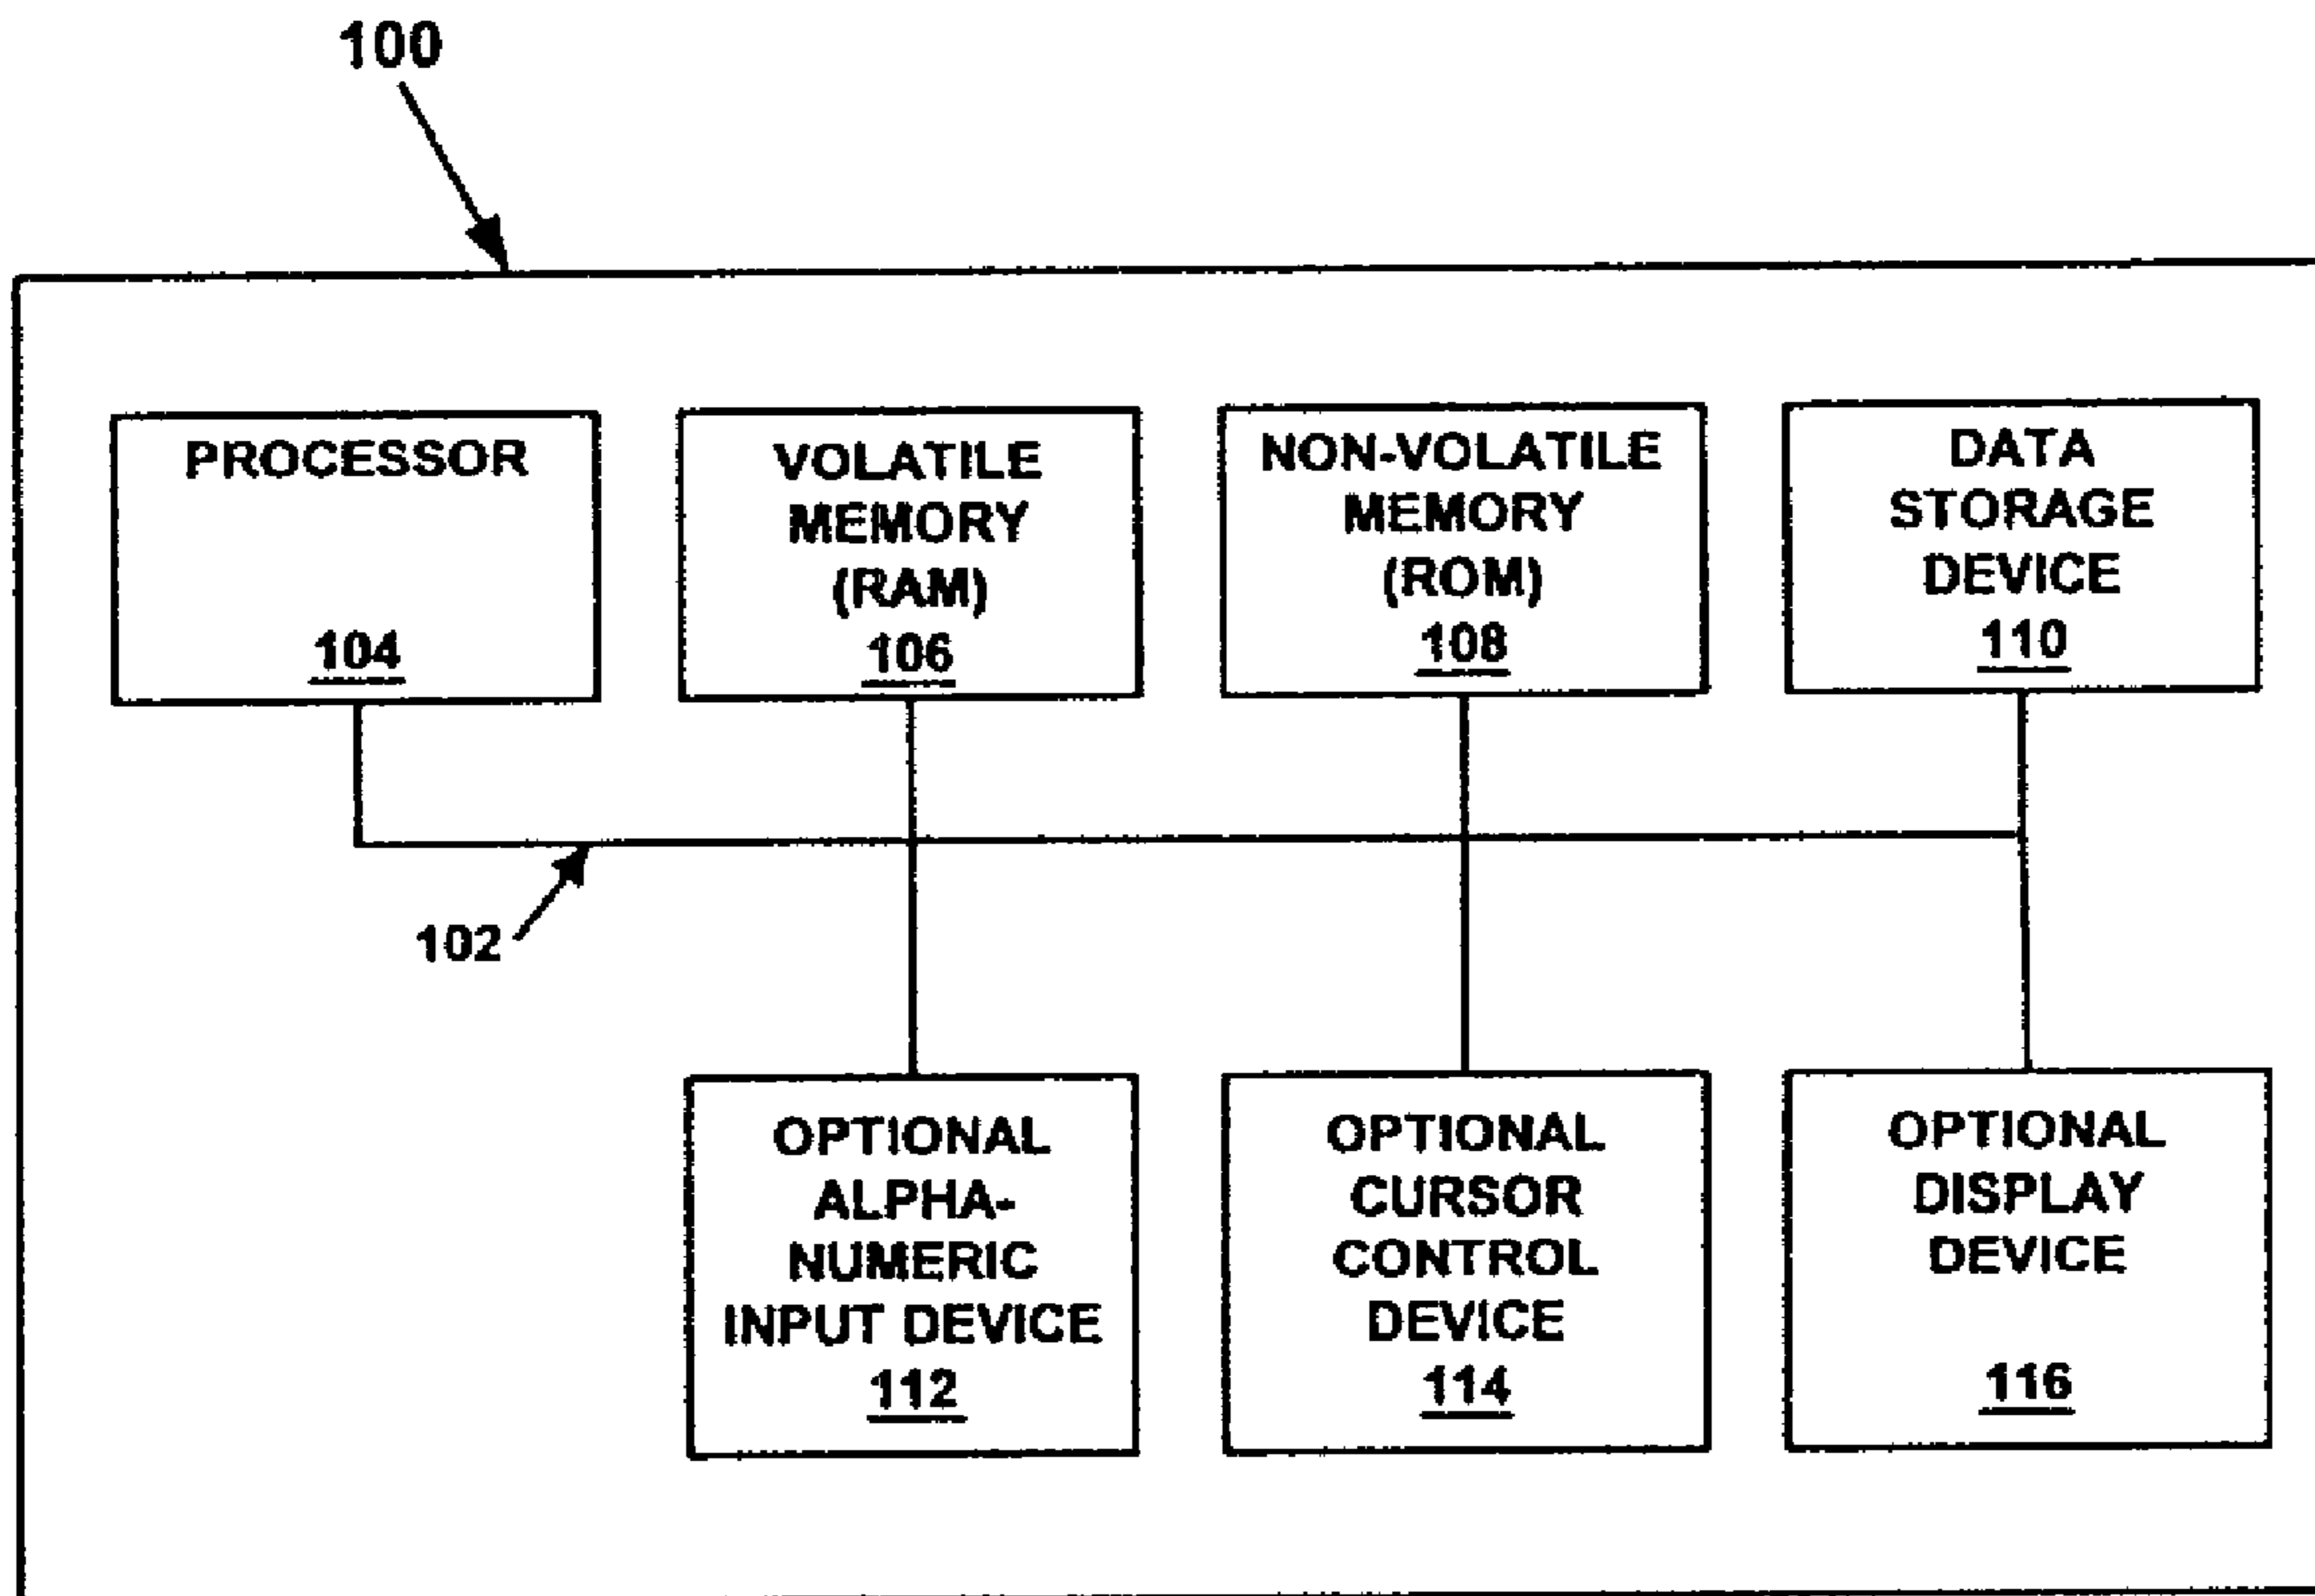 100
PROCESSOR
104
VOLATILE
MEMORY
(RAM)
106
NON-VOLATILE
MEMORY
(ROM)
108
DATA
STORAGE
DEVICE
110
102
OPTIONAL
ALPHA-
NUMERIC
INPUT DEVICE
112
OPTIONAL
CURSOR
CONTROL
DEVICE
114
OPTIONAL
DISPLAY
DEVICE
116